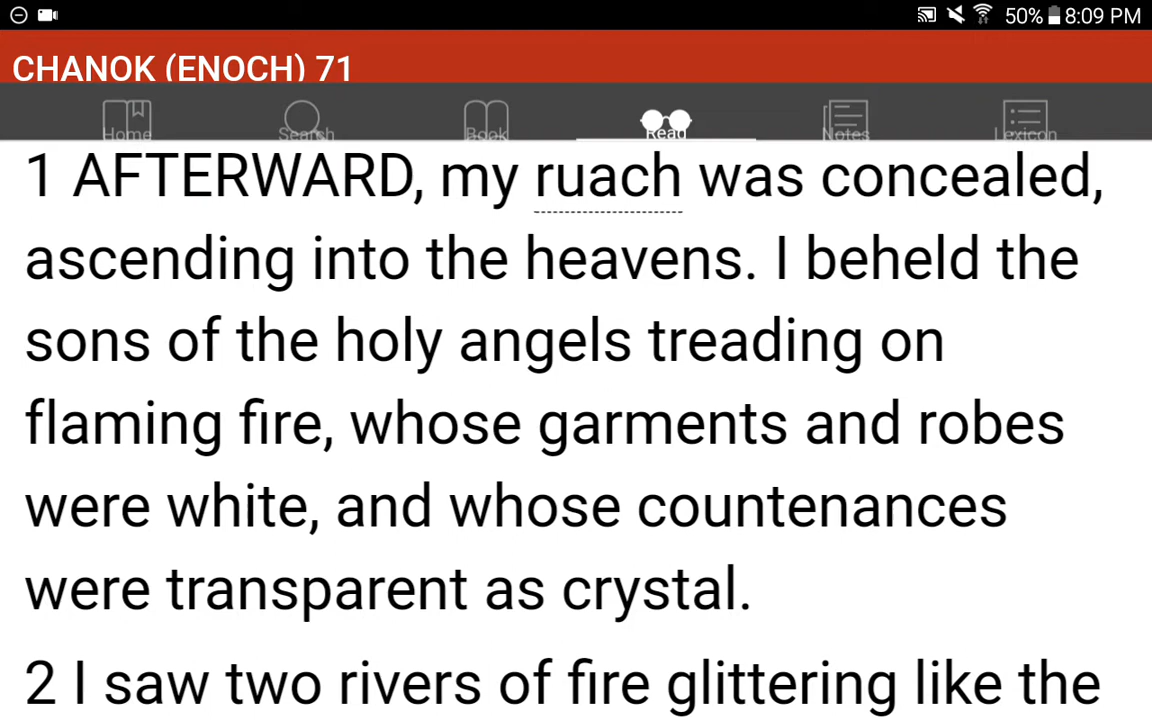 50% 8:09 PM
CHANOK (ENOCH) 71
Home Search Book Read Notes Lexicon
1 AFTERWARD, my ruach was concealed,
ascending into the heavens. I beheld the
sons of the holy angels treading on
flaming fire, whose garments and robes
were white, and whose countenances
were transparent as crystal.
2 I saw two rivers of fire glittering like the